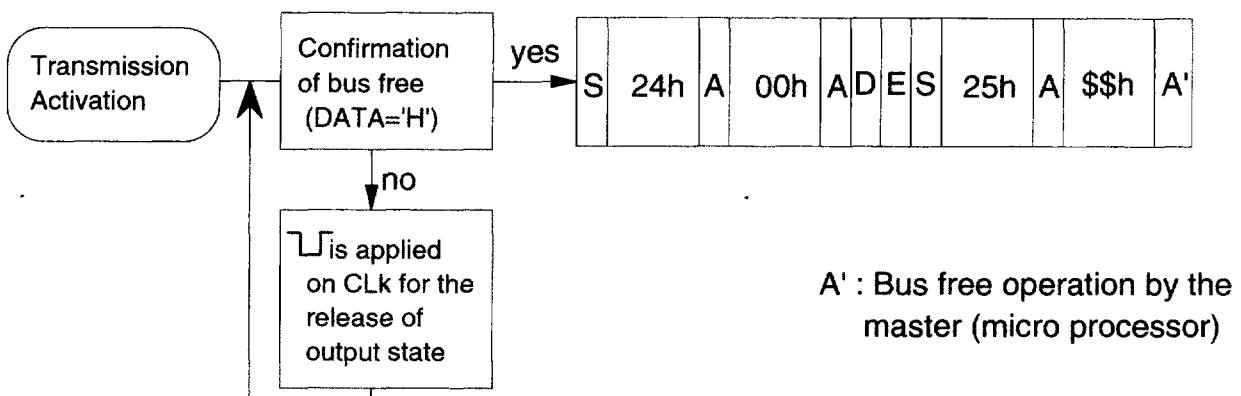 Transmission
Activation
Confirmation
of bus free
(DATA='H')
yes
S 24h A 00h A D E S 25h A $$h A'
no
is applied
on CLk for the
release of
output state
A' : Bus free operation by the
master (micro processor)